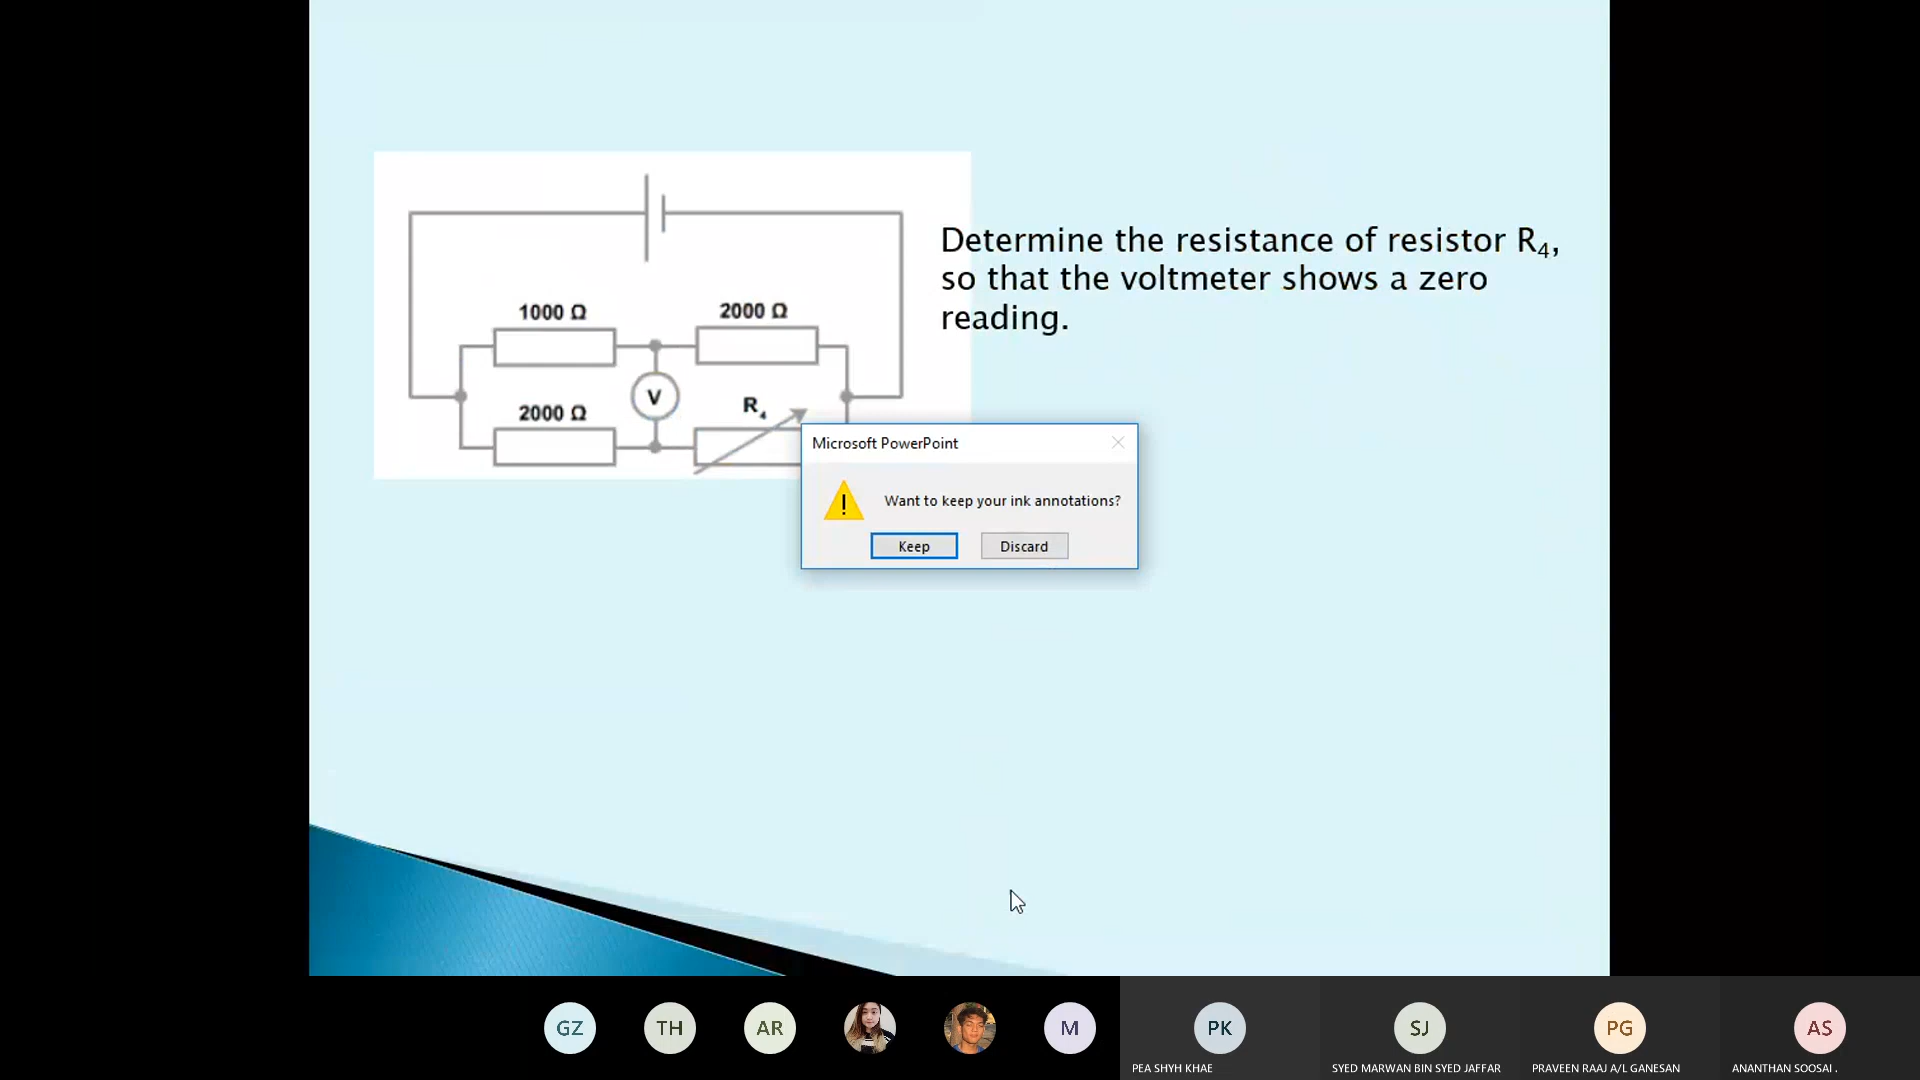 Determine the resistance of resistor R₄,
so that the voltmeter shows a zero
reading.
1000 Ω
2000 Ω
2000 Ω
V
R₄
Microsoft PowerPoint
Want to keep your ink annotations?
Keep
Discard
GZ
TH
AR
M
PK
SJ
PG
AS
PEA SHYH KHAE
SYED MARWAN BIN SYED JAFFAR
PRAVEEN RAAJ A/L GANESAN
ANANTHAN SOOSAI .